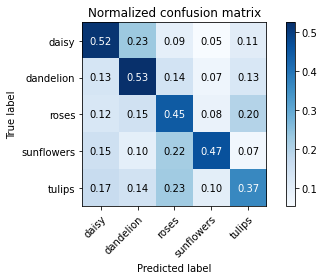 Normalized confusion matrix
True label
daisy 0.52 0.23 0.09 0.05 0.11
dandelion 0.13 0.53 0.14 0.07 0.13
roses 0.12 0.15 0.45 0.08 0.20
sunflowers 0.15 0.10 0.22 0.47 0.07
tulips 0.17 0.14 0.23 0.10 0.37
daisy dandelion roses sunflowers tulips
Predicted label
0.5
0.4
0.3
0.2
0.1